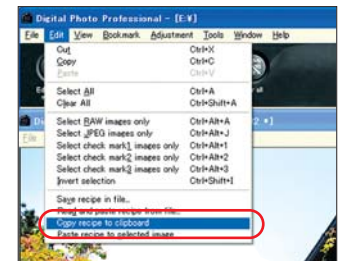 Digital Photo Professional - [E:¥]
File Edit View Bookmark Adjustment Tools Window Help
Cut Ctrl+X
Copy Ctrl+C
Paste Ctrl+V
Select All Ctrl+A
Clear All Ctrl+Shift+A
Select RAW images only Ctrl+Alt+A
Select JPEG images only Ctrl+Alt+J
Select check mark1 images only Ctrl+Alt+1
Select check mark2 images only Ctrl+Alt+2
Select check mark3 images only Ctrl+Alt+3
Invert selection Ctrl+Shift+I
Save recipe in file...
Read and paste recipe from file...
Copy recipe to clipboard
Paste recipe to selected image
File